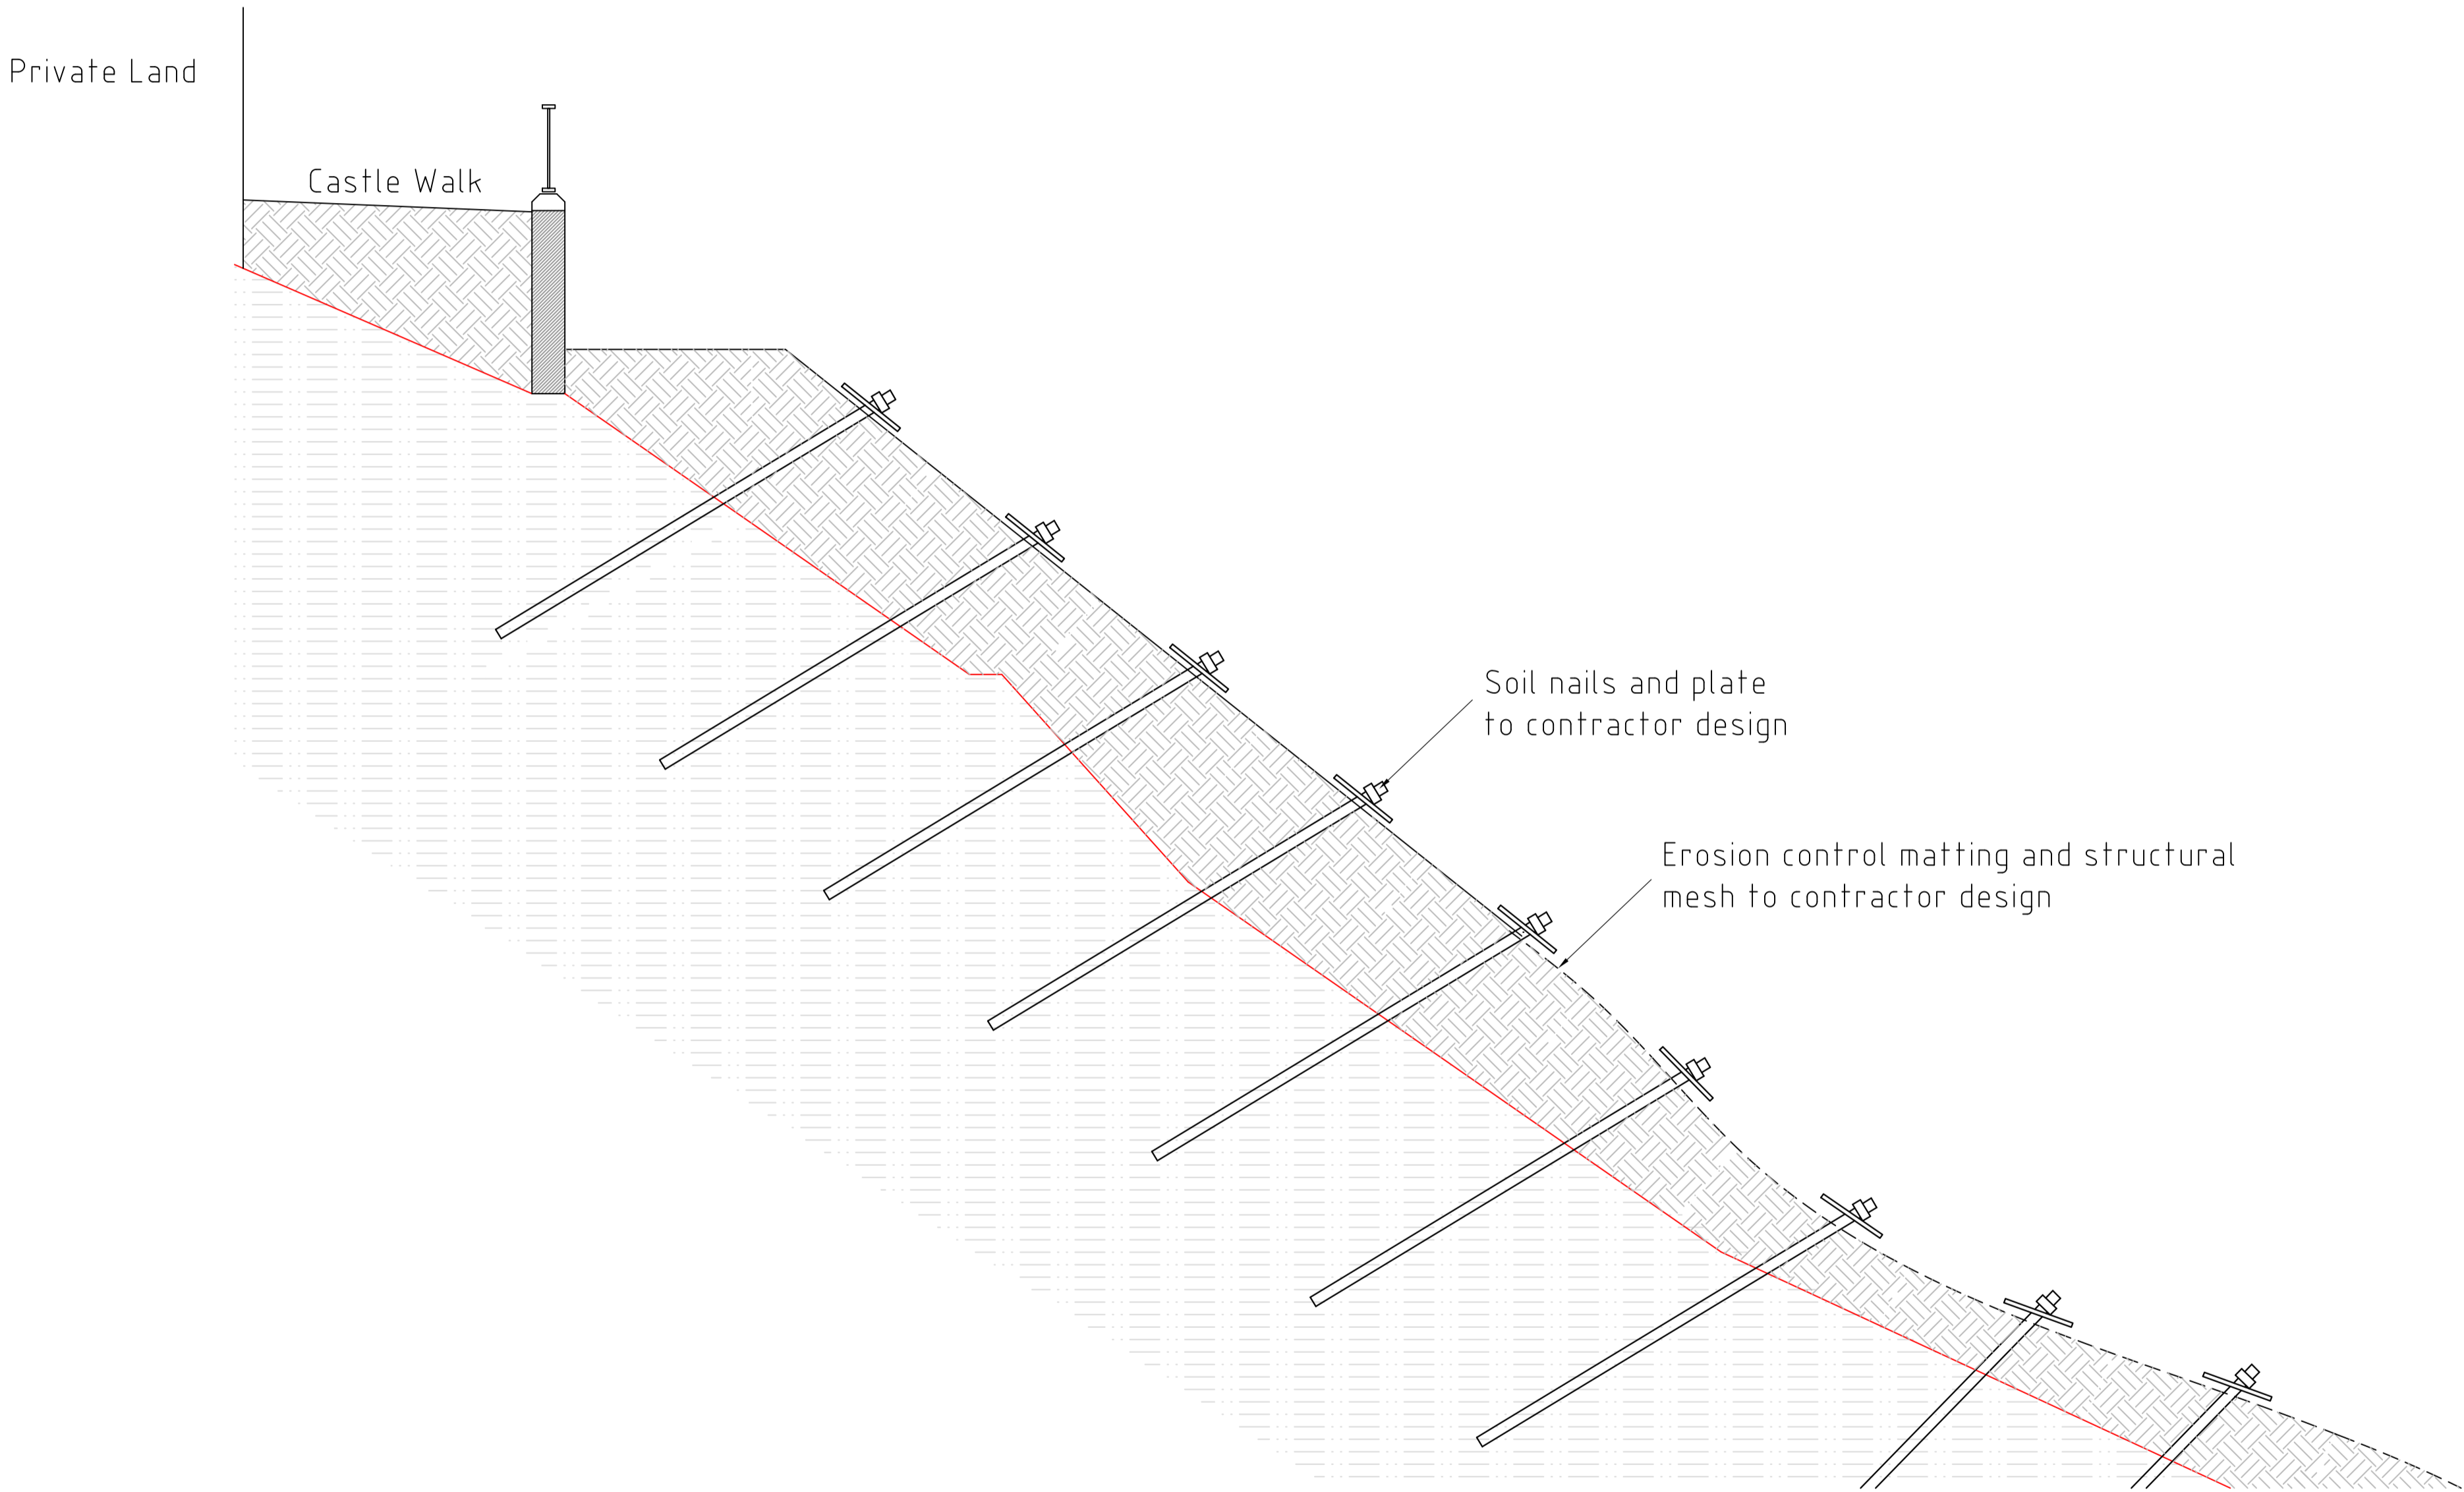 Private Land
Castle Walk
Soil nails and plate
to contractor design
Erosion control matting and structural
mesh to contractor design